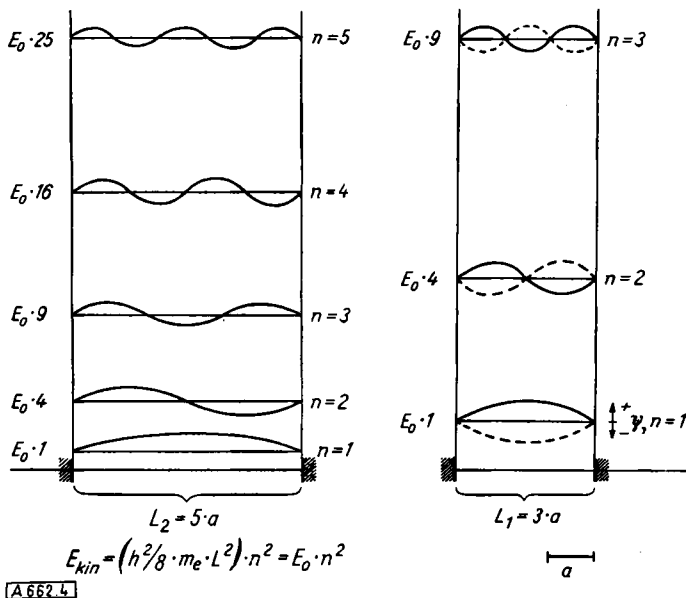 E₀·25 n=5
E₀·16 n=4
E₀·9 n=3
E₀·4 n=2
E₀·1 n=1
L₂=5·a
E_kin=(h²/8·m_e·L²)·n²=E₀·n²
A 662.4
E₀·9 n=3
E₀·4 n=2
E₀·1 + − ψ, n=1
L₁=3·a
a